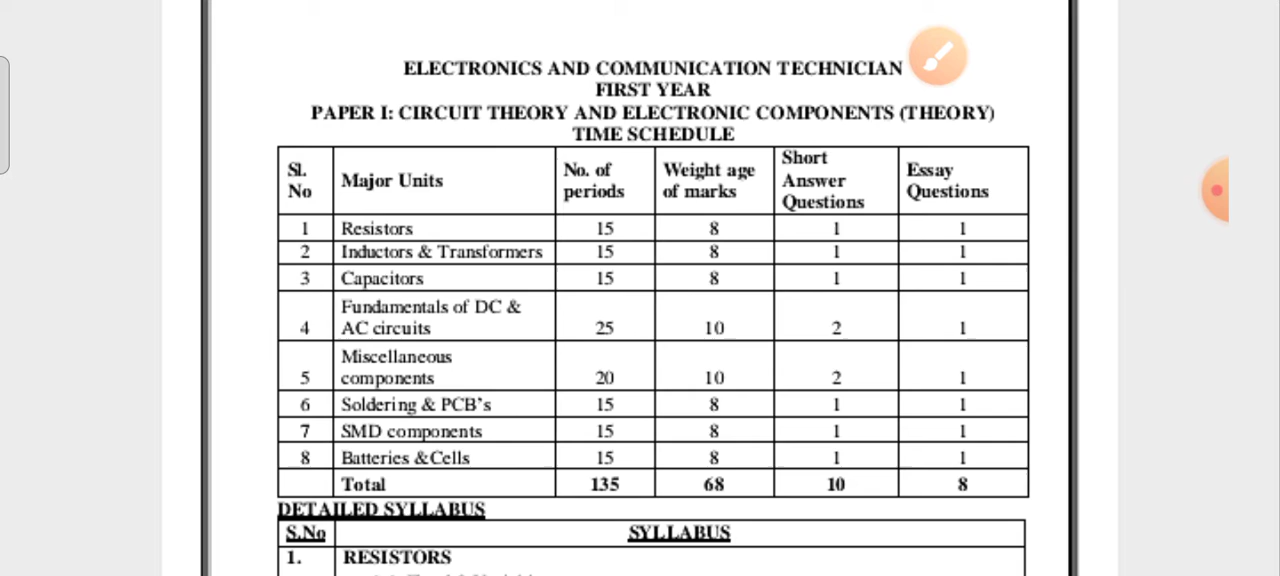 ELECTRONICS AND COMMUNICATION TECHNICIAN
FIRST YEAR
PAPER I: CIRCUIT THEORY AND ELECTRONIC COMPONENTS (THEORY)
TIME SCHEDULE
Sl. No Major Units No. of periods Weight age of marks Short Answer Questions Essay Questions
1 Resistors 15 8 1 1
2 Inductors & Transformers 15 8 1 1
3 Capacitors 15 8 1 1
4 Fundamentals of DC & AC circuits 25 10 2 1
5 Miscellaneous components 20 10 2 1
6 Soldering & PCB's 15 8 1 1
7 SMD components 15 8 1 1
8 Batteries &Cells 15 8 1 1
Total 135 68 10 8
DETAILED SYLLABUS
S.No SYLLABUS
1. RESISTORS